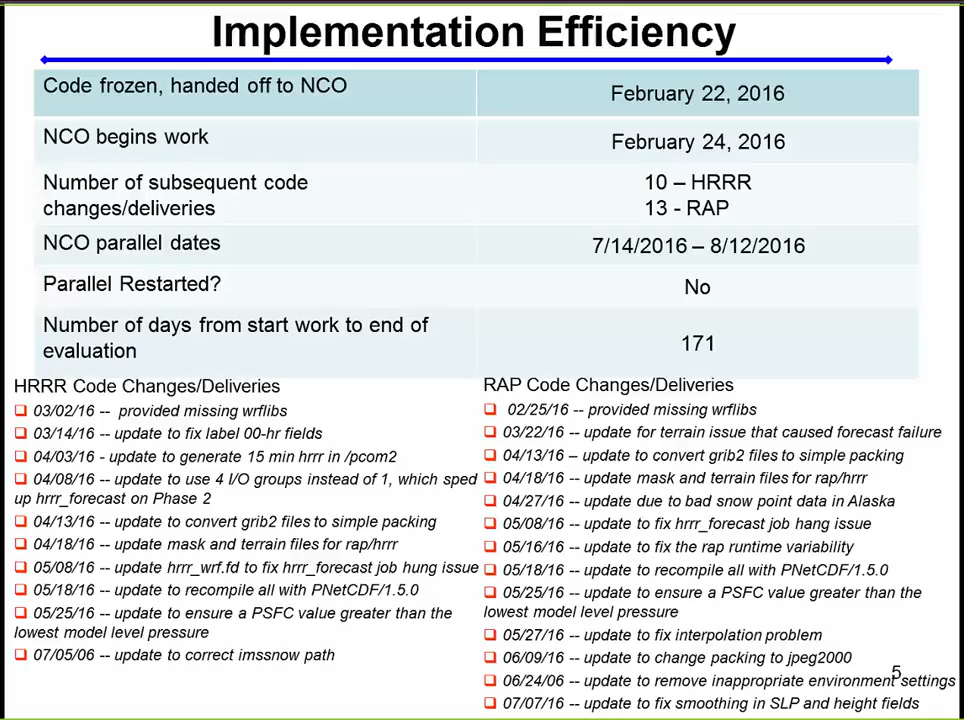 Implementation Efficiency
Code frozen, handed off to NCO
February 22, 2016
NCO begins work
February 24, 2016
Number of subsequent code
changes/deliveries
10 – HRRR
13 - RAP
NCO parallel dates
7/14/2016 – 8/12/2016
Parallel Restarted?
No
Number of days from start work to end of
evaluation
171
HRRR Code Changes/Deliveries
03/02/16 -- provided missing wrflibs
03/14/16 -- update to fix label 00-hr fields
04/03/16 - update to generate 15 min hrrr in /pcom2
04/08/16 -- update to use 4 I/O groups instead of 1, which sped
up hrrr_forecast on Phase 2
04/13/16 -- update to convert grib2 files to simple packing
04/18/16 -- update mask and terrain files for rap/hrrr
05/08/16 -- update hrrr_wrf.fd to fix hrrr_forecast job hung issue
05/18/16 -- update to recompile all with PNetCDF/1.5.0
05/25/16 -- update to ensure a PSFC value greater than the
lowest model level pressure
07/05/06 -- update to correct imssnow path
RAP Code Changes/Deliveries
02/25/16 -- provided missing wrflibs
03/22/16 -- update for terrain issue that caused forecast failure
04/13/16 – update to convert grib2 files to simple packing
04/18/16 -- update mask and terrain files for rap/hrrr
04/27/16 -- update due to bad snow point data in Alaska
05/08/16 -- update to fix hrrr_forecast job hang issue
05/16/16 -- update to fix the rap runtime variability
05/18/16 -- update to recompile all with PNetCDF/1.5.0
05/25/16 -- update to ensure a PSFC value greater than the
lowest model level pressure
05/27/16 -- update to fix interpolation problem
06/09/16 -- update to change packing to jpeg2000
06/24/06 -- update to remove inappropriate environment settings
07/07/16 -- update to fix smoothing in SLP and height fields
5